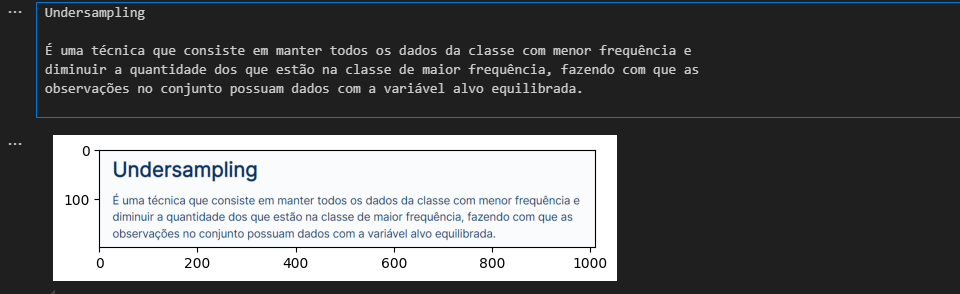 ...
Undersampling
É uma técnica que consiste em manter todos os dados da classe com menor frequência e
diminuir a quantidade dos que estão na classe de maior frequência, fazendo com que as
observações no conjunto possuam dados com a variável alvo equilibrada.
...
0
100
Undersampling
É uma técnica que consiste em manter todos os dados da classe com menor frequência e
diminuir a quantidade dos que estão na classe de maior frequência, fazendo com que as
observações no conjunto possuam dados com a variável alvo equilibrada.
0 200 400 600 800 1000